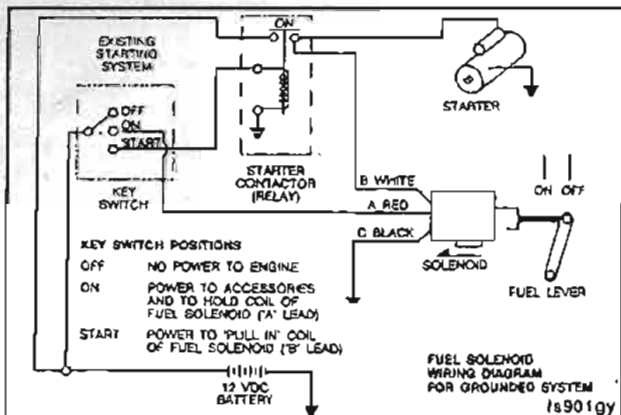 EXISTING
STARTING
SYSTEM
ON
STARTER
OFF
ON
START
KEY
SWITCH
STARTER
CONTACTOR
(RELAY)
B WHITE
A RED
C BLACK
ON OFF
SOLENOID
FUEL LEVER
KEY SWITCH POSITIONS
OFF NO POWER TO ENGINE
ON POWER TO ACCESSORIES
AND TO HOLD COIL OF
FUEL SOLENOID ('A' LEAD)
START POWER TO 'PULL IN' COIL
OF FUEL SOLENOID ('B' LEAD)
12 VDC
BATTERY
FUEL SOLENOID
WIRING DIAGRAM
FOR GROUNDED SYSTEM
ls901gy